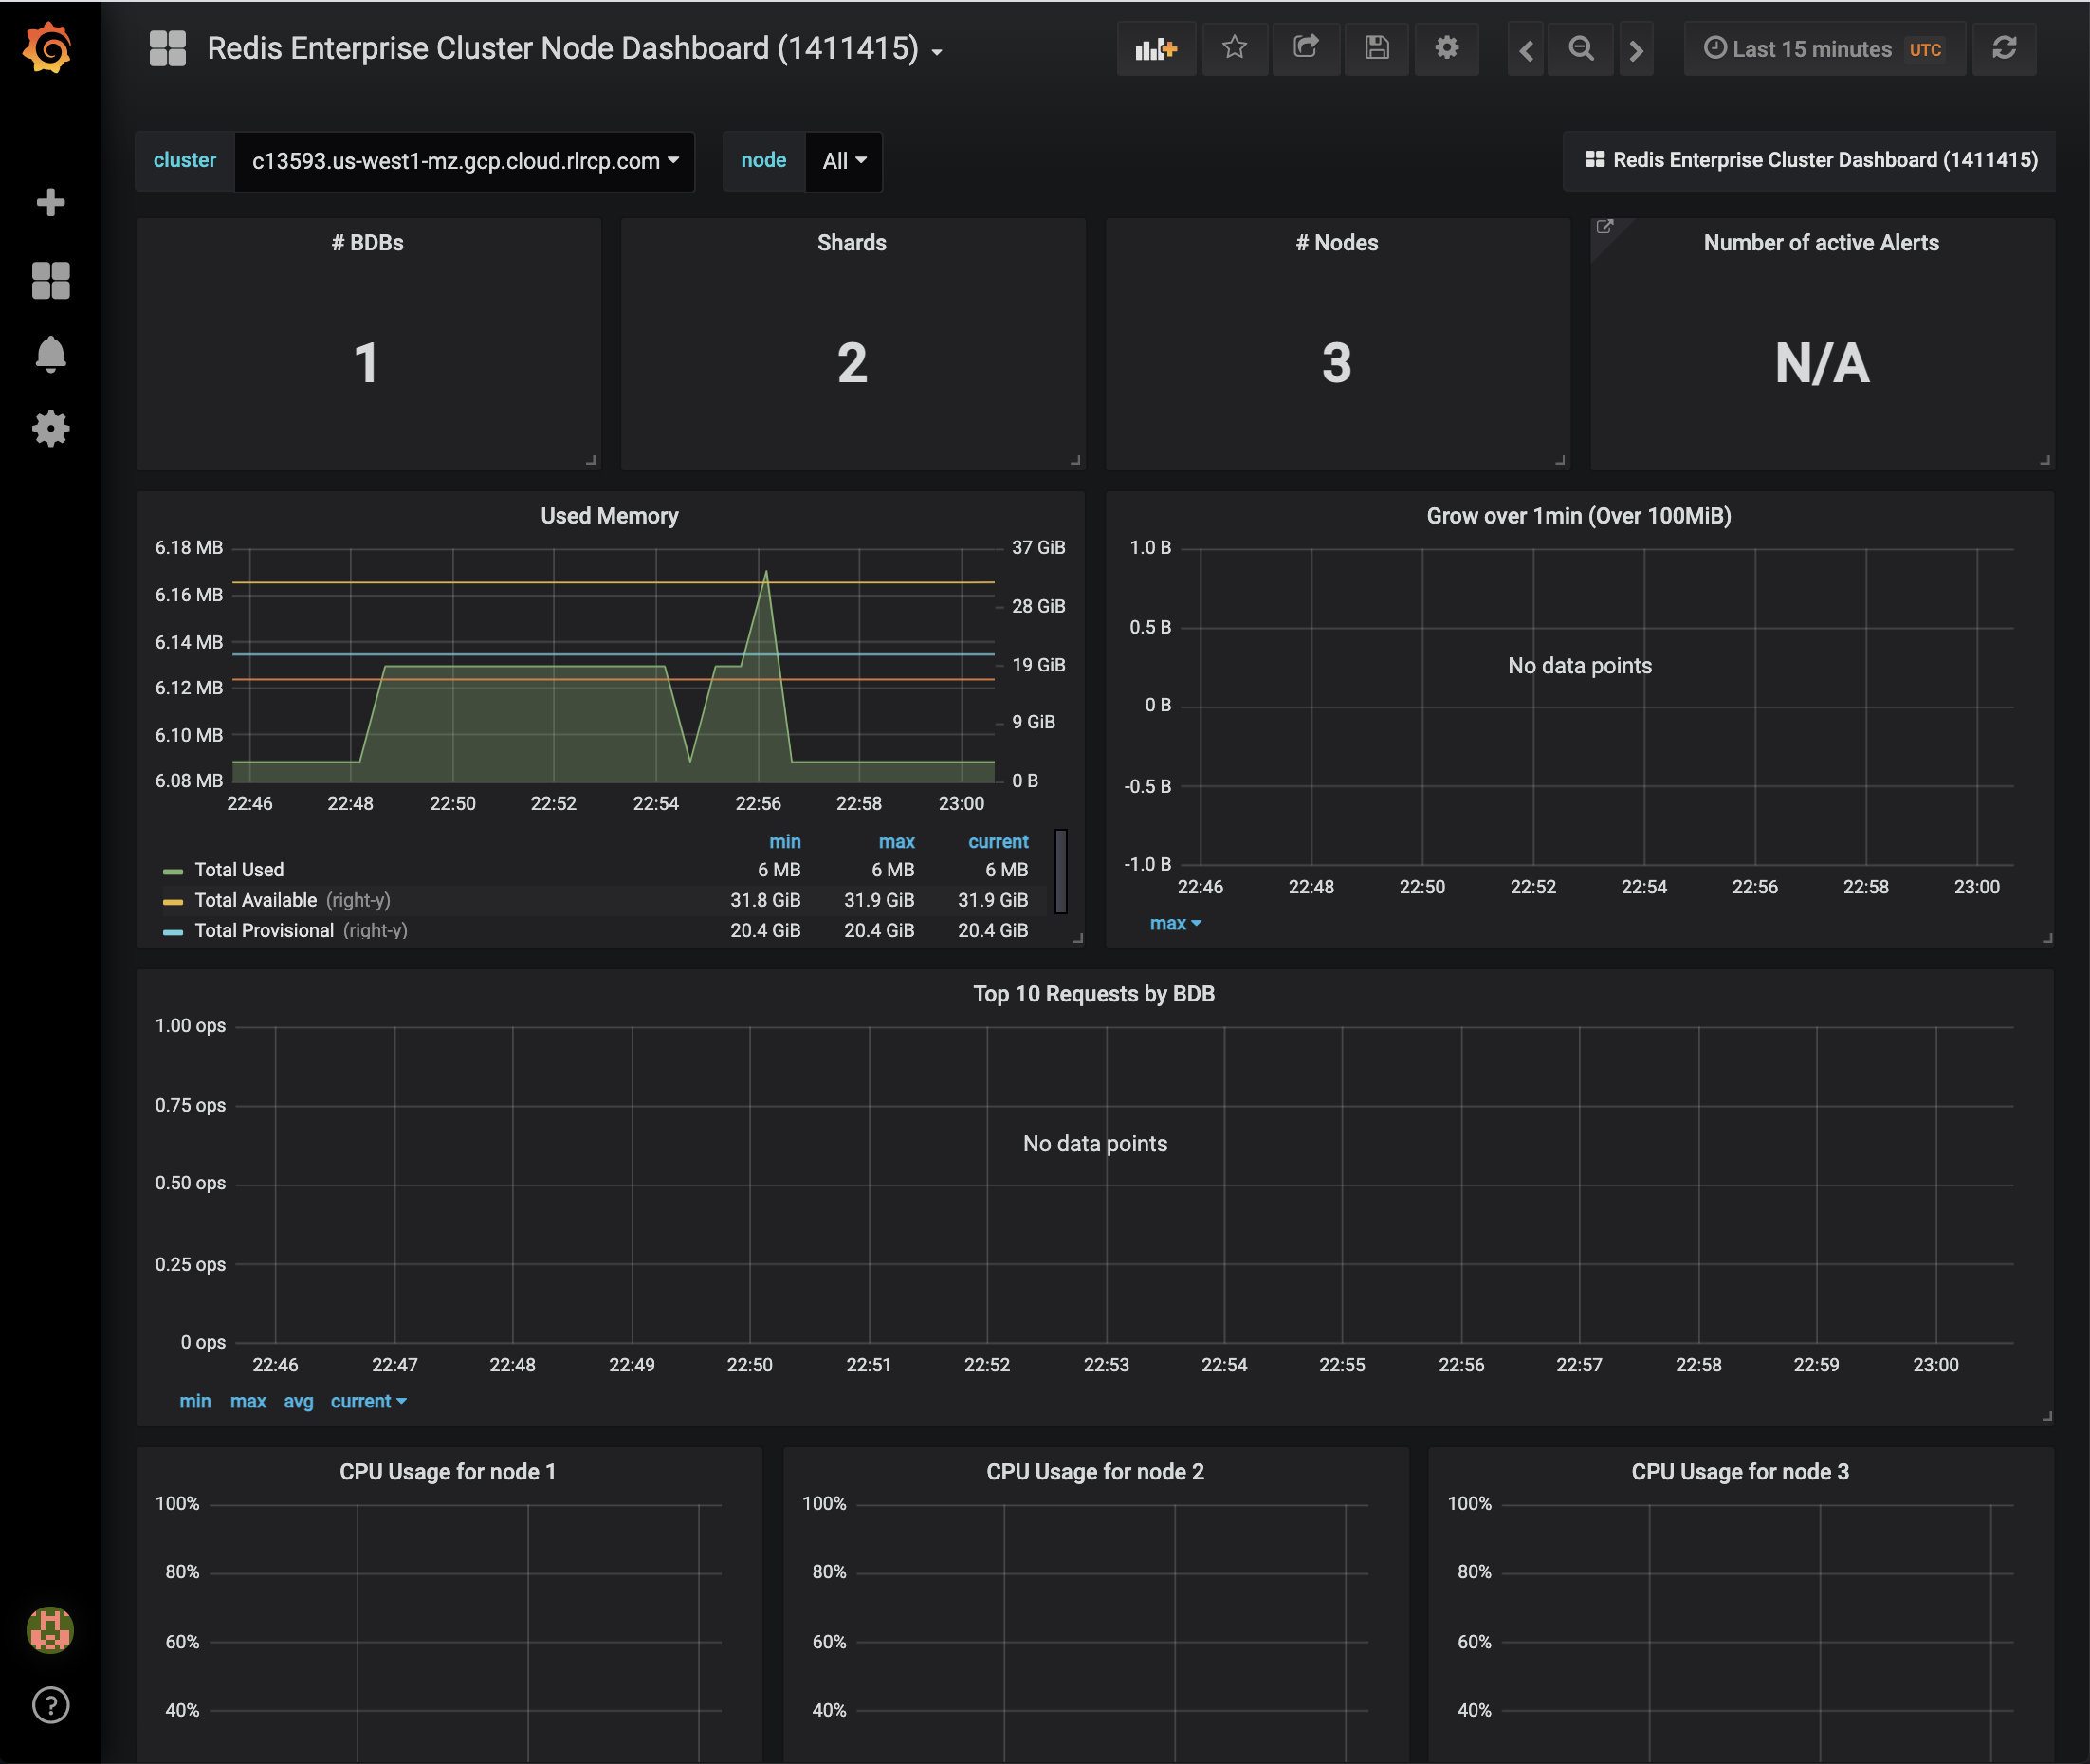 Redis Enterprise Cluster Node Dashboard (1411415)
Last 15 minutes UTC
cluster c13593.us-west1-mz.gcp.cloud.rlrcp.com node All
Redis Enterprise Cluster Dashboard (1411415)
# BDBs
1
Shards
2
# Nodes
3
Number of active Alerts
N/A
Used Memory
6.18 MB
6.16 MB
6.14 MB
6.12 MB
6.10 MB
6.08 MB
37 GiB
28 GiB
19 GiB
9 GiB
0 B
22:46 22:48 22:50 22:52 22:54 22:56 22:58 23:00
min max current
Total Used 6 MB 6 MB 6 MB
Total Available (right-y) 31.8 GiB 31.9 GiB 31.9 GiB
Total Provisional (right-y) 20.4 GiB 20.4 GiB 20.4 GiB
Grow over 1min (Over 100MiB)
1.0 B
0.5 B
0 B
-0.5 B
-1.0 B
No data points
22:46 22:48 22:50 22:52 22:54 22:56 22:58 23:00
max
Top 10 Requests by BDB
1.00 ops
0.75 ops
0.50 ops
0.25 ops
0 ops
No data points
22:46 22:47 22:48 22:49 22:50 22:51 22:52 22:53 22:54 22:55 22:56 22:57 22:58 22:59 23:00
min max avg current
CPU Usage for node 1
100%
80%
60%
40%
CPU Usage for node 2
100%
80%
60%
40%
CPU Usage for node 3
100%
80%
60%
40%